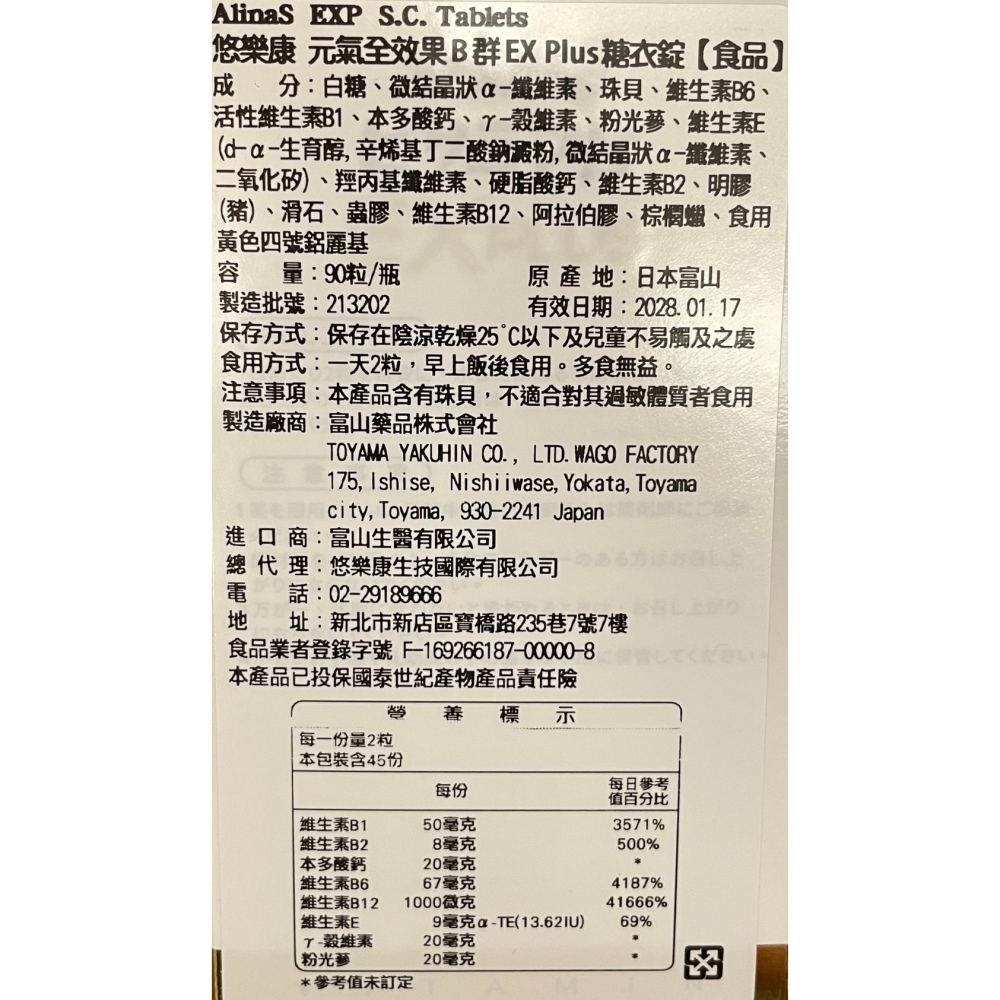 AlinaS EXP S.C. Tablets
悠樂康 元氣全效果B群EX Plus糖衣錠【食品】
成　　分：白糖、微結晶狀α-纖維素、珠貝、維生素B6、
活性維生素B1、本多酸鈣、γ-穀維素、粉光蔘、維生素E
(d-α-生育醇, 辛烯基丁二酸鈉澱粉, 微結晶狀α-纖維素、
二氧化矽)、羥丙基纖維素、硬脂酸鈣、維生素B2、明膠
(豬)、滑石、蟲膠、維生素B12、阿拉伯膠、棕櫚蠟、食用
黃色四號鋁麗基
容　　量：90粒/瓶　　　　原 產 地：日本富山
製造批號：213202　　　　有效日期：2028.01.17
保存方式：保存在陰涼乾燥25℃以下及兒童不易觸及之處
食用方式：一天2粒，早上飯後食用。多食無益。
注意事項：本產品含有珠貝，不適合對其過敏體質者食用
製造廠商：富山藥品株式會社
TOYAMA YAKUHIN CO., LTD. WAGO FACTORY
175, Ishise, Nishiiwase, Yokata, Toyama
city, Toyama, 930-2241 Japan
進 口 商：富山生醫有限公司
總 代 理：悠樂康生技國際有限公司
電　　話：02-29189666
地　　址：新北市新店區寶橋路235巷7號7樓
食品業者登錄字號 F-169266187-00000-8
本產品已投保國泰世紀產物產品責任險
營 養 標 示
每一份量2粒
本包裝含45份
每份　每日參考值百分比
維生素B1　50毫克　3571%
維生素B2　8毫克　500%
本多酸鈣　20毫克　*
維生素B6　67毫克　4187%
維生素B12　1000微克　41666%
維生素E　9毫克α-TE(13.62IU)　69%
γ-穀維素　20毫克　*
粉光蔘　20毫克　*
*參考值未訂定